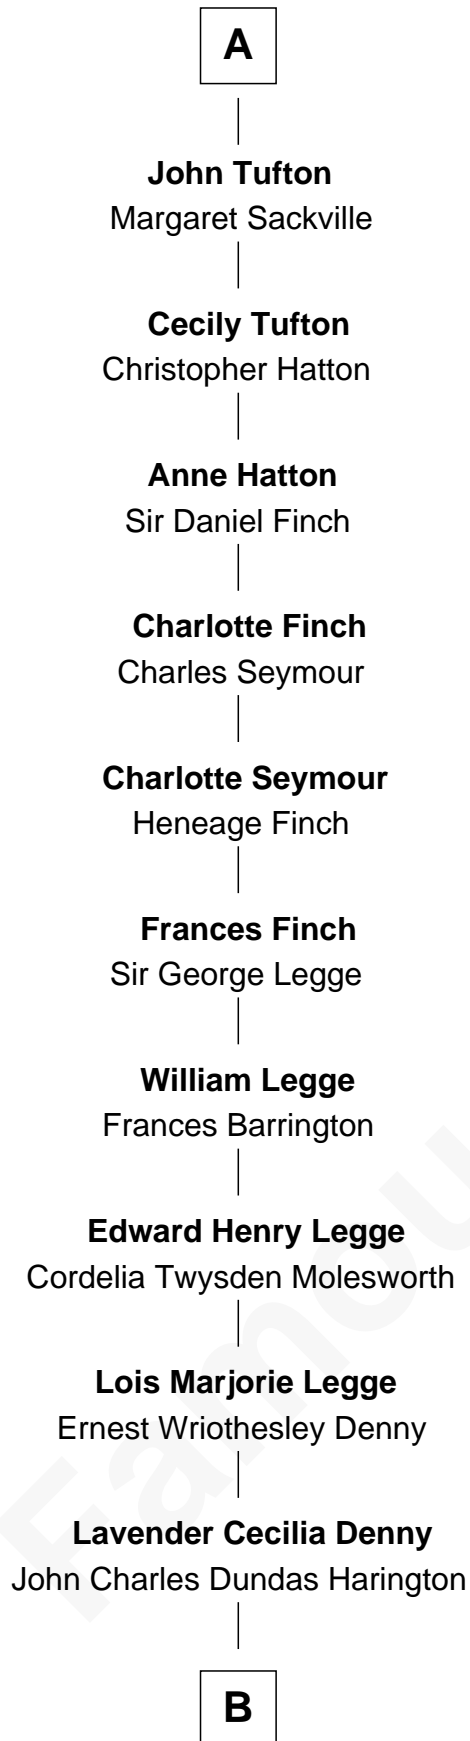 A
John Tufton
Margaret Sackville
Cecily Tufton
Christopher Hatton
Anne Hatton
Sir Daniel Finch
Charlotte Finch
Charles Seymour
Charlotte Seymour
Heneage Finch
Frances Finch
Sir George Legge
William Legge
Frances Barrington
Edward Henry Legge
Cordelia Twysden Molesworth
Lois Marjorie Legge
Ernest Wriothesley Denny
Lavender Cecilia Denny
John Charles Dundas Harington
B
Famou